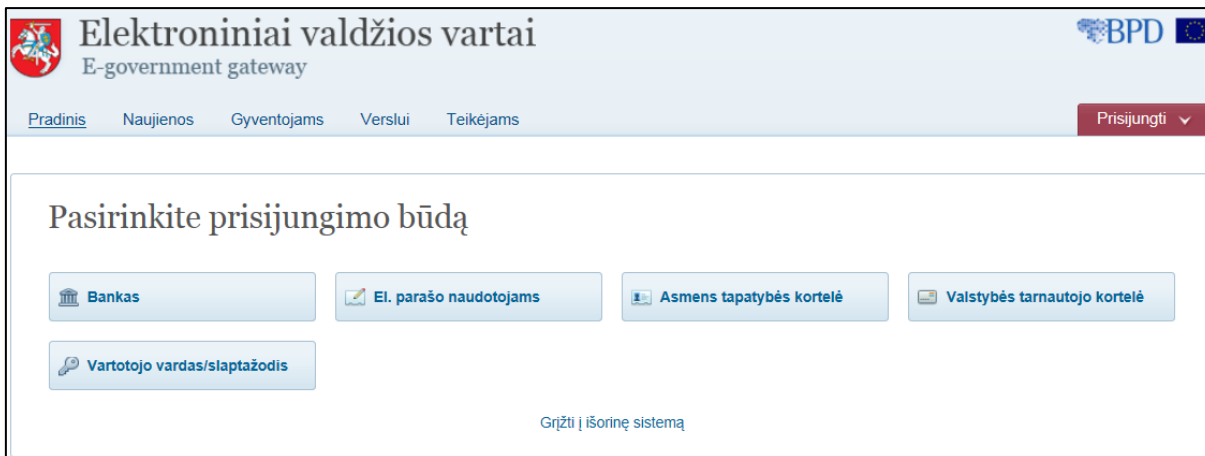 Elektroniniai valdžios vartai
E-government gateway
BPD
Pradinis Naujienos Gyventojams Verslui Teikėjams Prisijungti
Pasirinkite prisijungimo būdą
Bankas El. parašo naudotojams Asmens tapatybės kortelė Valstybės tarnautojo kortelė
Vartotojo vardas/slaptažodis
Grįžti į išorinę sistemą